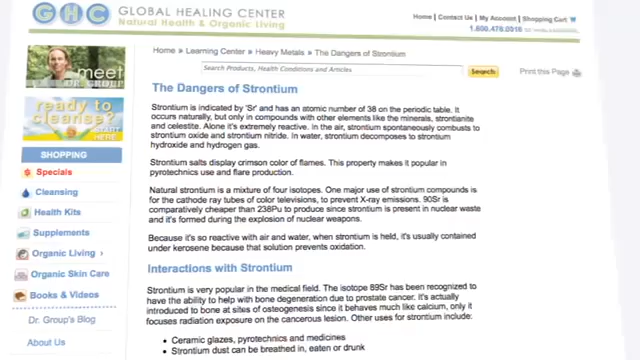 GHC GLOBAL HEALING CENTER
Natural Health & Organic Living
Home | Contact Us | My Account | Shopping Cart
Home » Learning Center » Heavy Metals » The Dangers of Strontium
Search Products, Health Conditions and Articles
Search
Print this Page
meet
DR. GROUP
ready to
cleanse?
START
HERE
SHOPPING
Specials
Cleansing
Health Kits
Supplements
Organic Living ›
Organic Skin Care
Books & Videos
Dr. Group's Blog
About Us
The Dangers of Strontium
Strontium is indicated by 'Sr' and has an atomic number of 38 on the periodic table. It
occurs naturally, but only in compounds with other elements like the minerals, strontianite
and celestite. Alone it's extremely reactive. In the air, strontium spontaneously combusts to
strontium oxide and strontium nitride. In water, strontium decomposes to strontium
hydroxide and hydrogen gas.
Strontium salts display crimson color of flames. This property makes it popular in
pyrotechnics use and flare production.
Natural strontium is a mixture of four isotopes. One major use of strontium compounds is
for the cathode ray tubes of color televisions, to prevent X-ray emissions. 90Sr is
comparatively cheaper than 238Pu to produce since strontium is present in nuclear waste
and it's formed during the explosion of nuclear weapons.
Because it's so reactive with air and water, when strontium is held, it's usually contained
under kerosene because that solution prevents oxidation.
Interactions with Strontium
Strontium is very popular in the medical field. The isotope 89Sr has been recognized to
have the ability to help with bone degeneration due to prostate cancer. It's actually
introduced to bone at sites of osteogenesis since it behaves much like calcium, only it
focuses radiation exposure on the cancerous lesion. Other uses for strontium include:
• Ceramic glazes, pyrotechnics and medicines
• Strontium dust can be breathed in, eaten or drunk